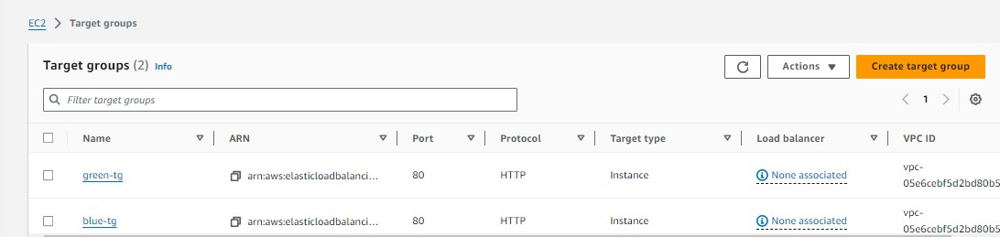 EC2 > Target groups
Target groups (2) Info Actions Create target group
Filter target groups 1
Name ARN Port Protocol Target type Load balancer VPC ID
green-tg arn:aws:elasticloadbalanci... 80 HTTP Instance None associated vpc-
05e6cebf5d2bd80b5
blue-tg arn:aws:elasticloadbalanci... 80 HTTP Instance None associated vpc-
05e6cebf5d2bd80b5